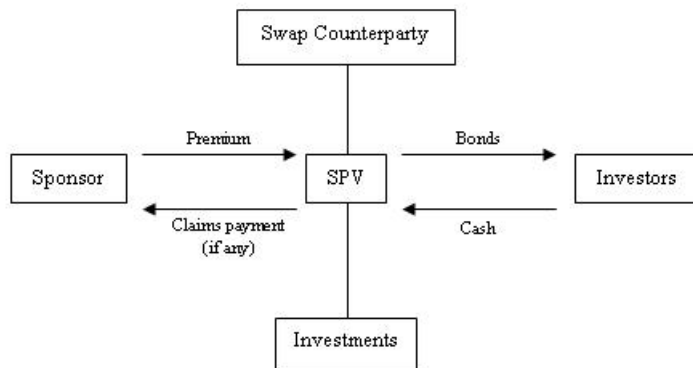 Swap Counterparty
Premium
Bonds
Sponsor
SPV
Investors
Claims payment
(if any)
Cash
Investments